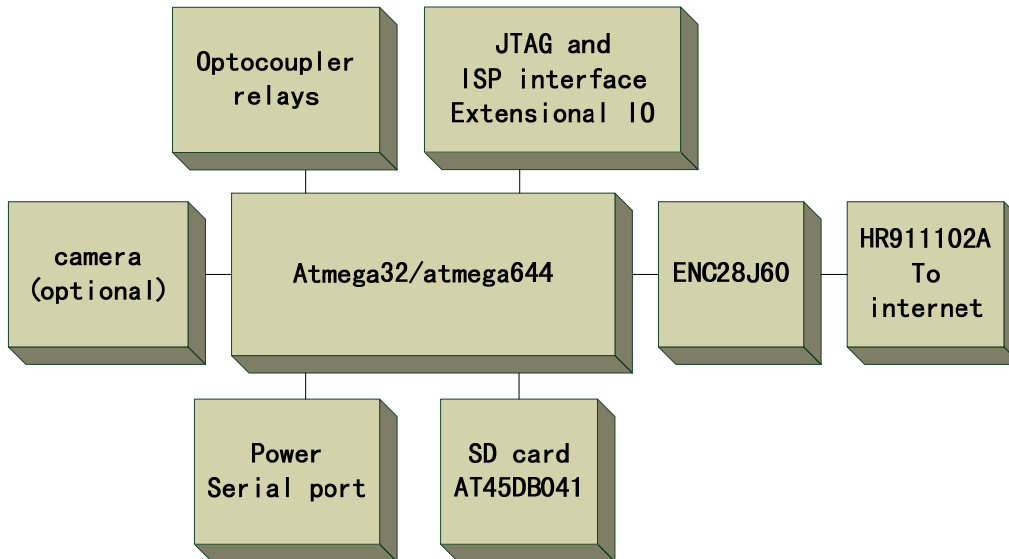 Optocoupler
relays
JTAG and
ISP interface
Extensional IO
camera
(optional)
Atmega32/atmega644
ENC28J60
HR911102A
To
internet
Power
Serial port
SD card
AT45DB041